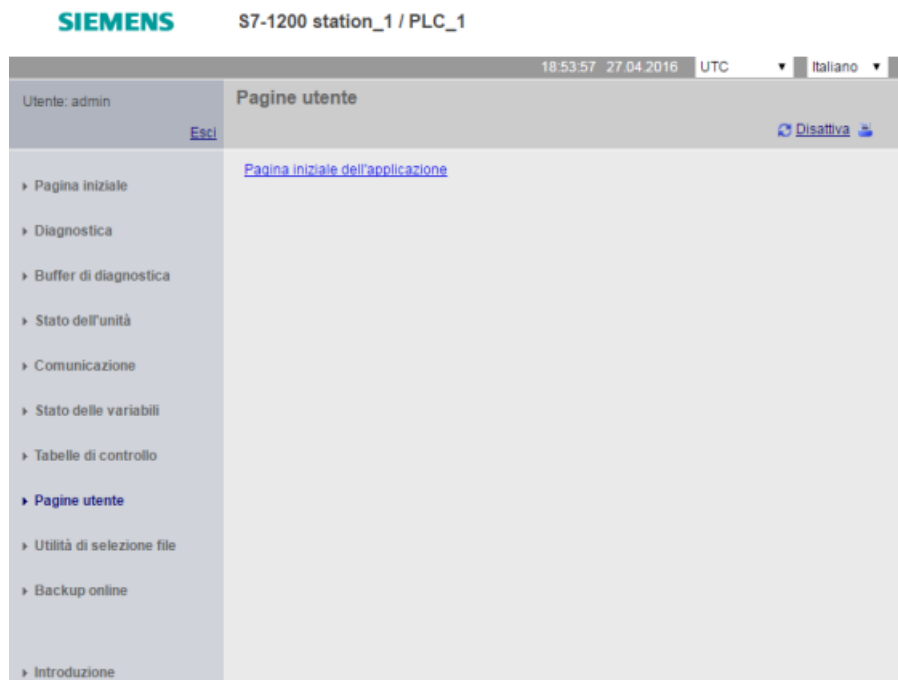 SIEMENS S7-1200 station_1 / PLC_1
18:53:57 27.04.2016 UTC Italiano
Utente: admin
Esci
Pagine utente
Disattiva
Pagina iniziale
Diagnostica
Buffer di diagnostica
Stato dell'unità
Comunicazione
Stato delle variabili
Tabelle di controllo
Pagine utente
Utilità di selezione file
Backup online
Introduzione
Pagina iniziale dell'applicazione